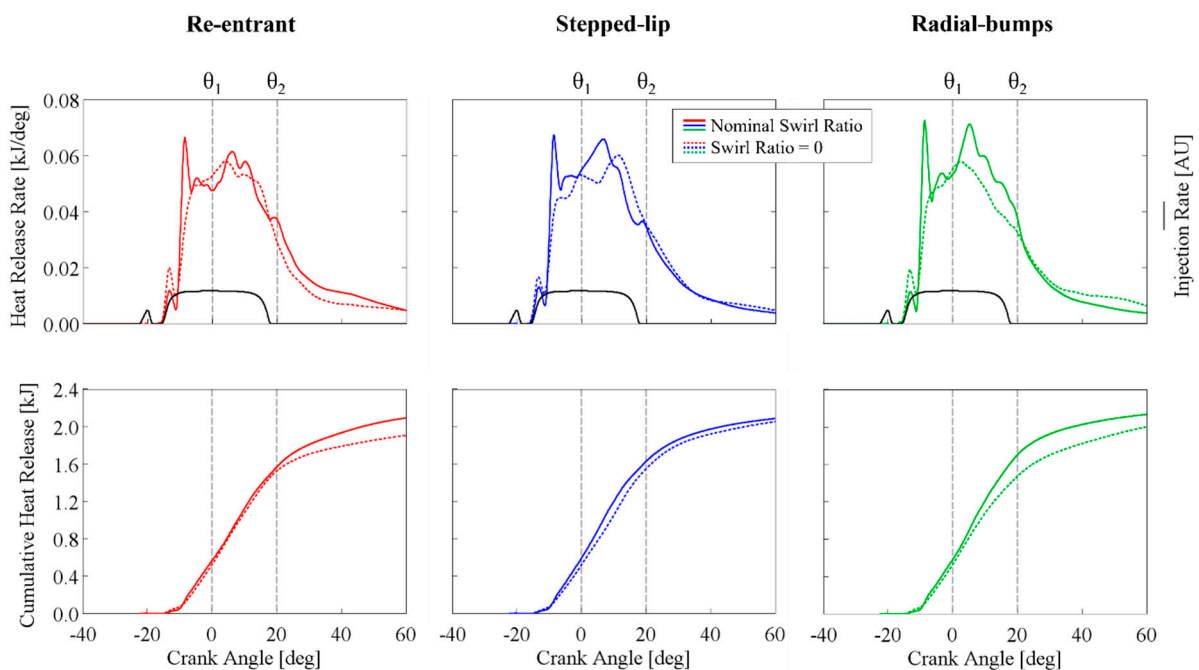 Re-entrant
Stepped-lip
Radial-bumps
θ1 θ2
θ1 θ2
θ1 θ2
Nominal Swirl Ratio
Swirl Ratio = 0
Heat Release Rate [kJ/deg]
0.08
0.06
0.04
0.02
0.00
Injection Rate [AU]
Cumulative Heat Release [kJ]
2.4
2.0
1.6
1.2
0.8
0.4
0.0
-40 -20 0 20 40 60
-40 -20 0 20 40 60
-40 -20 0 20 40 60
Crank Angle [deg]
Crank Angle [deg]
Crank Angle [deg]